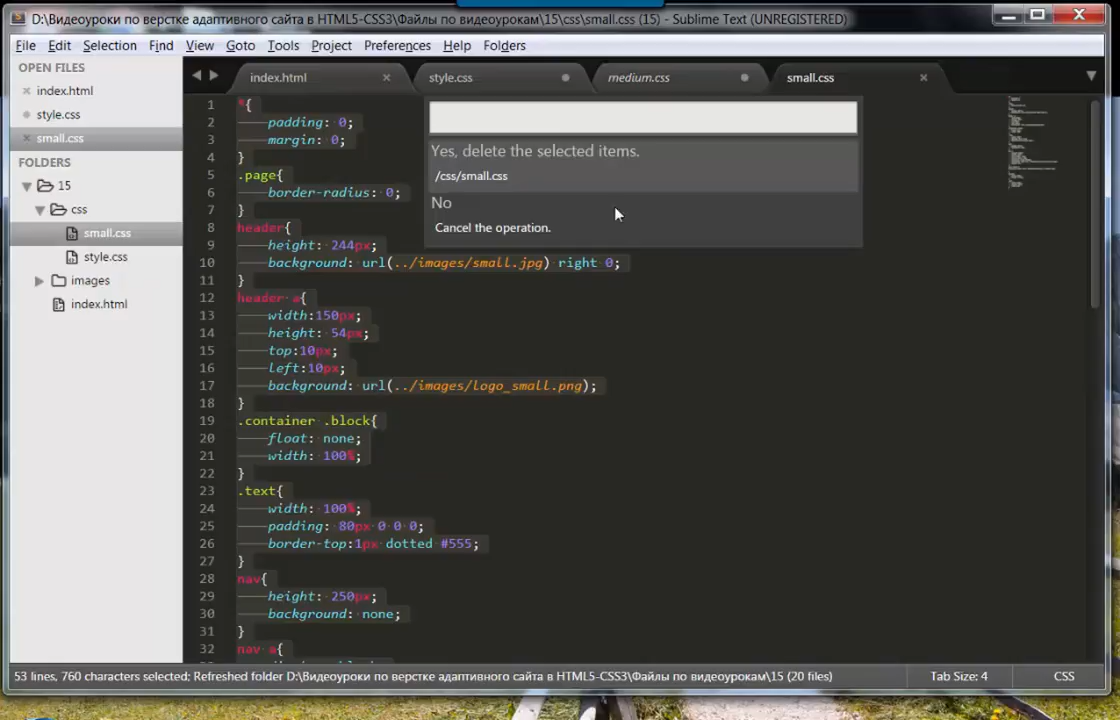 D:\Видеоуроки по верстке адаптивного сайта в HTML5-CSS3\Файлы по видеоурокам\15\css\small.css (15) - Sublime Text (UNREGISTERED)
File Edit Selection Find View Goto Tools Project Preferences Help Folders
OPEN FILES
index.html
style.css
small.css
FOLDERS
15
css
small.css
style.css
images
index.html
index.html style.css medium.css small.css
Yes, delete the selected items.
/css/small.css
No
Cancel the operation.
1 *{
2 padding: 0;
3 margin: 0;
4 }
5 .page{
6 border-radius: 0;
7 }
8 header{
9 height: 244px;
10 background: url(../images/small.jpg) right 0;
11 }
12 header a{
13 width:150px;
14 height: 54px;
15 top:10px;
16 left:10px;
17 background: url(../images/logo_small.png);
18 }
19 .container .block{
20 float: none;
21 width: 100%;
22 }
23 .text{
24 width: 100%;
25 padding: 80px 0 0 0;
26 border-top:1px dotted #555;
27 }
28 nav{
29 height: 250px;
30 background: none;
31 }
32 nav a{
53 lines, 760 characters selected; Refreshed folder D:\Видеоуроки по верстке адаптивного сайта в HTML5-CSS3\Файлы по видеоурокам\15 (20 files) Tab Size: 4 CSS